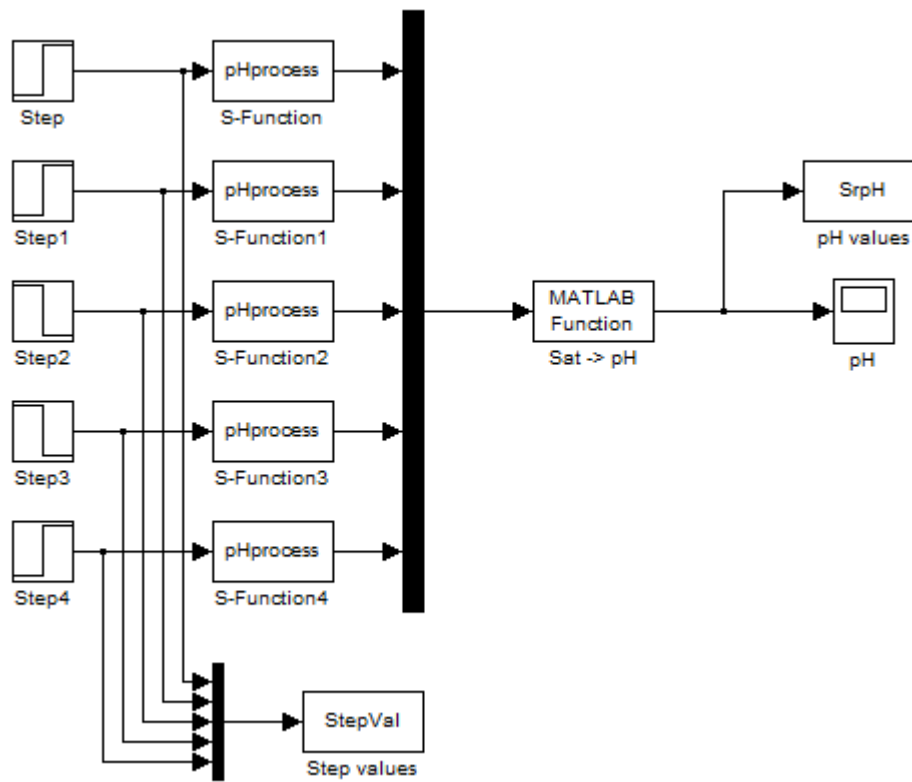 pHprocess
Step
S-Function
pHprocess
Step1
S-Function1
SrpH
pH values
pHprocess
Step2
S-Function2
MATLAB
Function
Sat -> pH
pH
pHprocess
Step3
S-Function3
pHprocess
Step4
S-Function4
StepVal
Step values